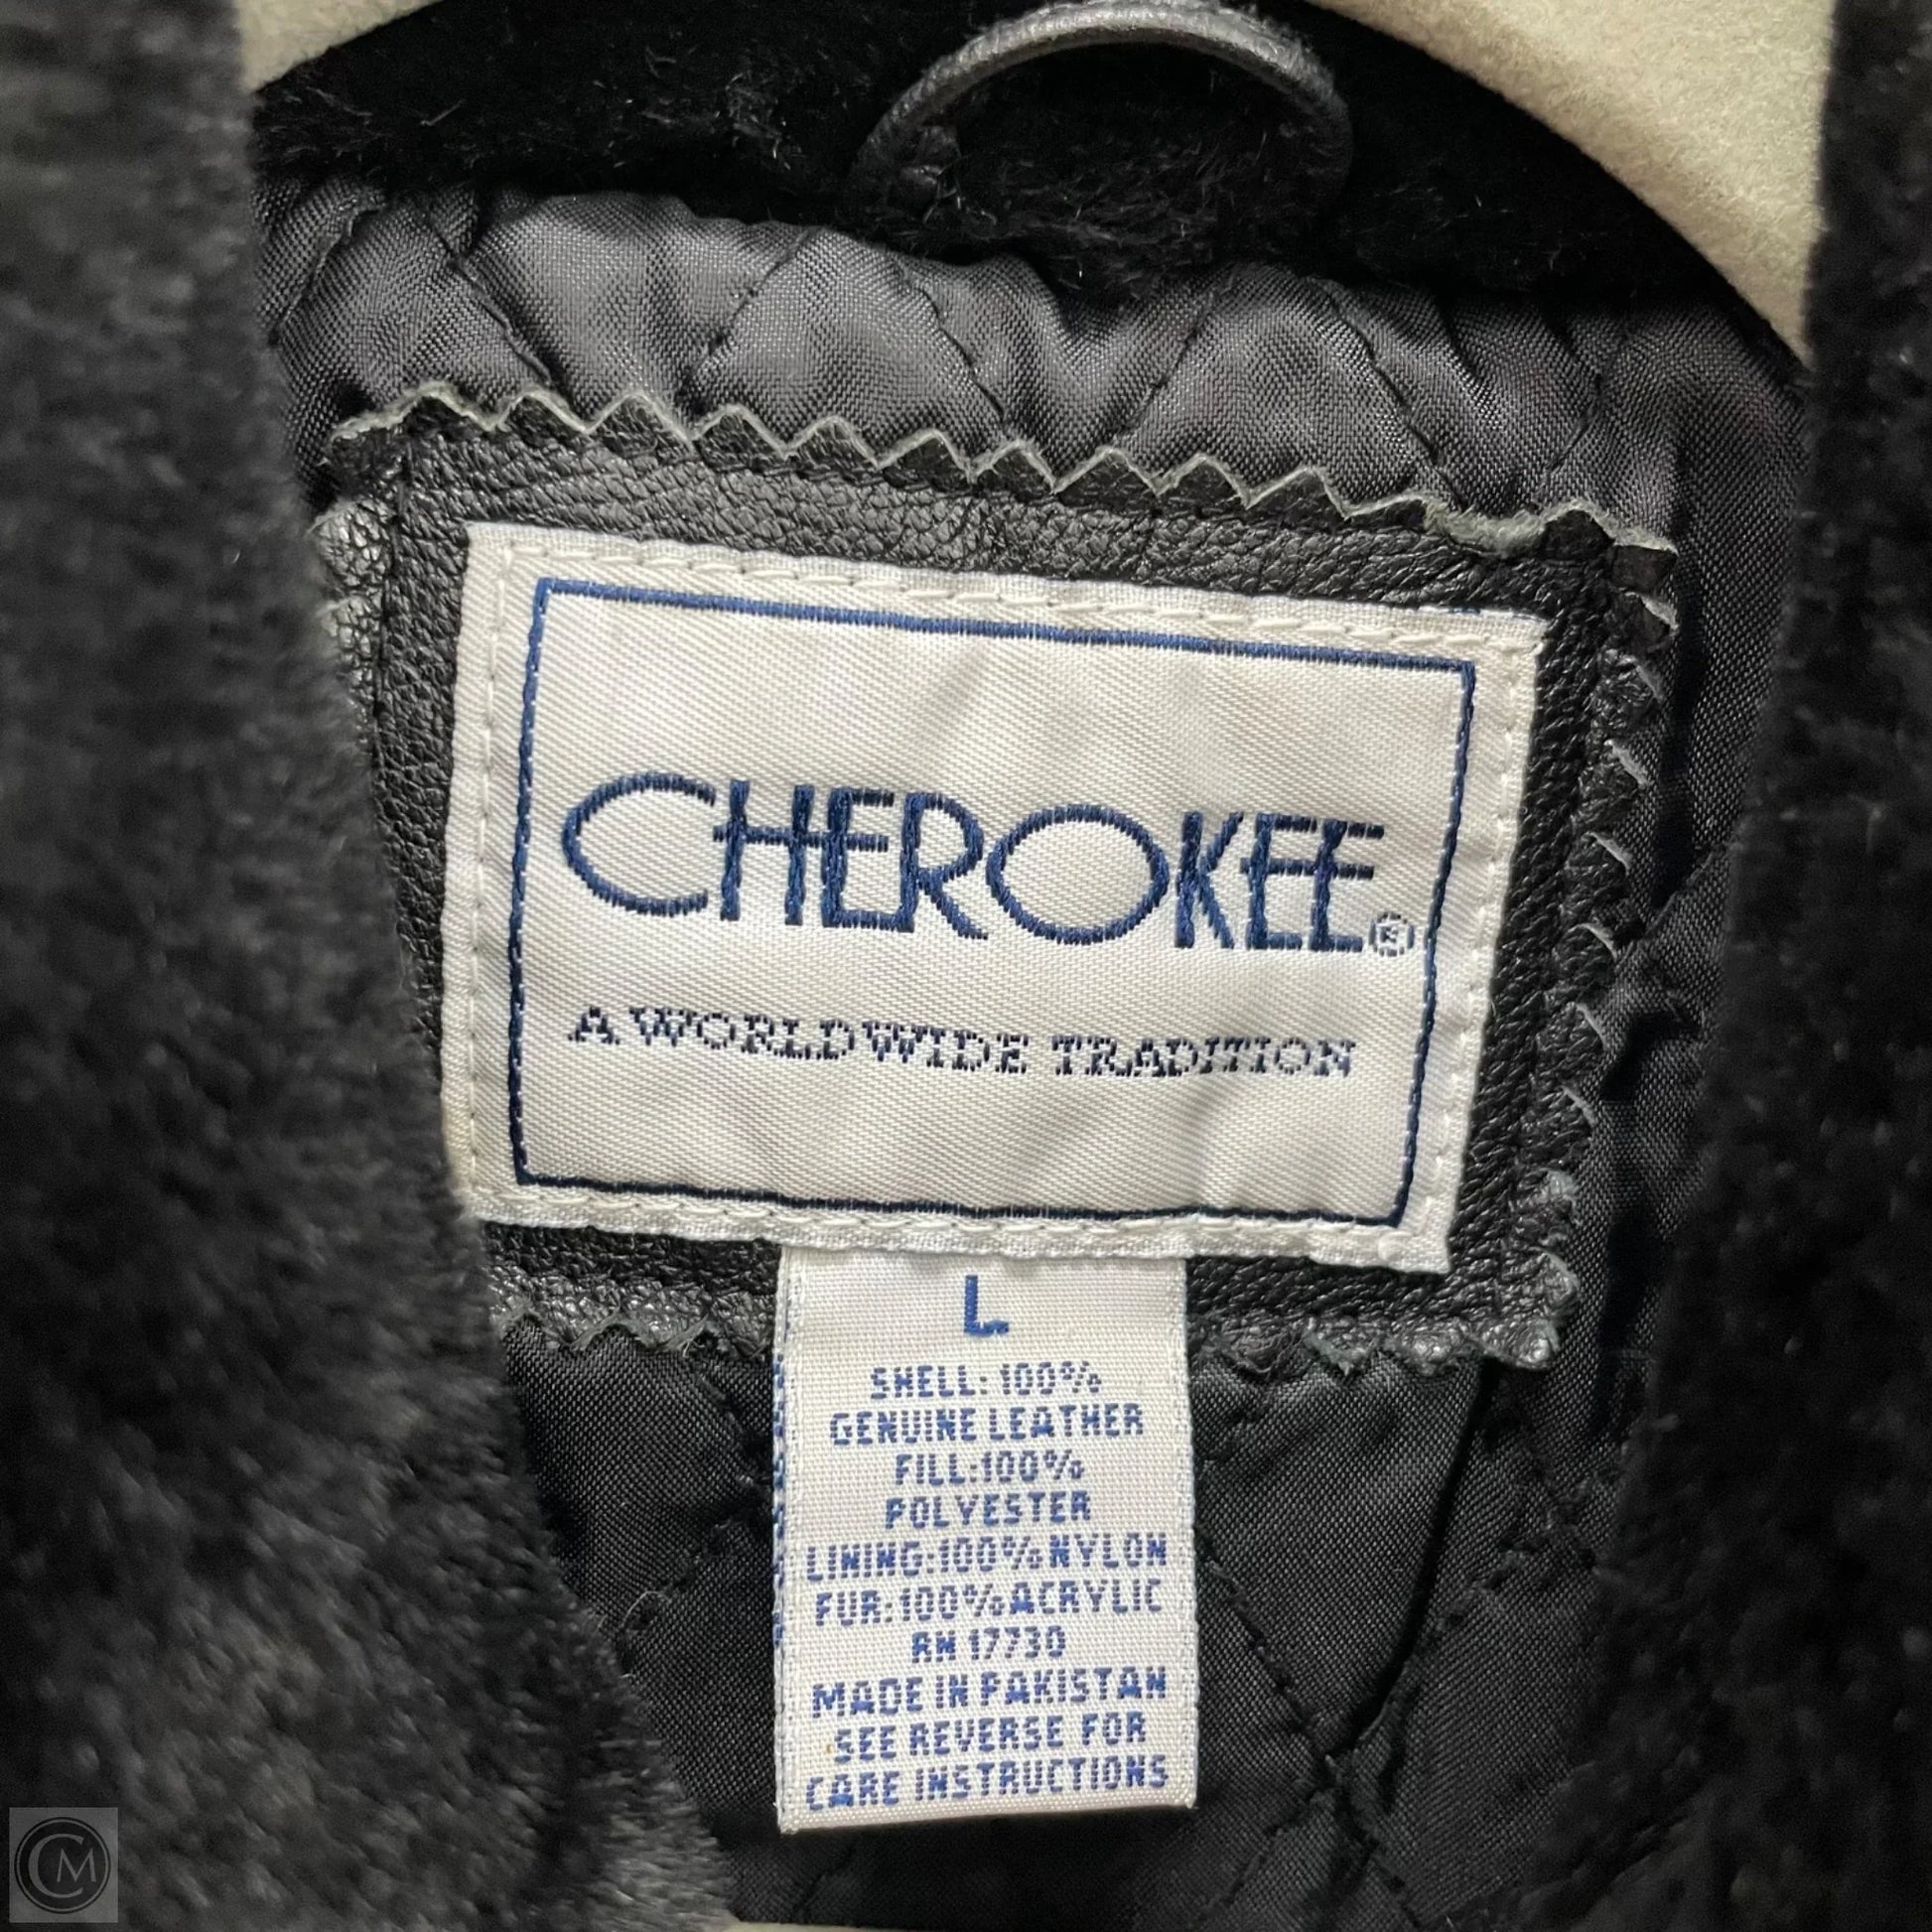 CHEROKEE®
A WORLDWIDE TRADITION
L
SHELL: 100%
GENUINE LEATHER
FILL:100%
POLYESTER
LINING:100% NYLON
FUR:100% ACRYLIC
RN 17730
MADE IN PAKISTAN
SEE REVERSE FOR
CARE INSTRUCTIONS
CM